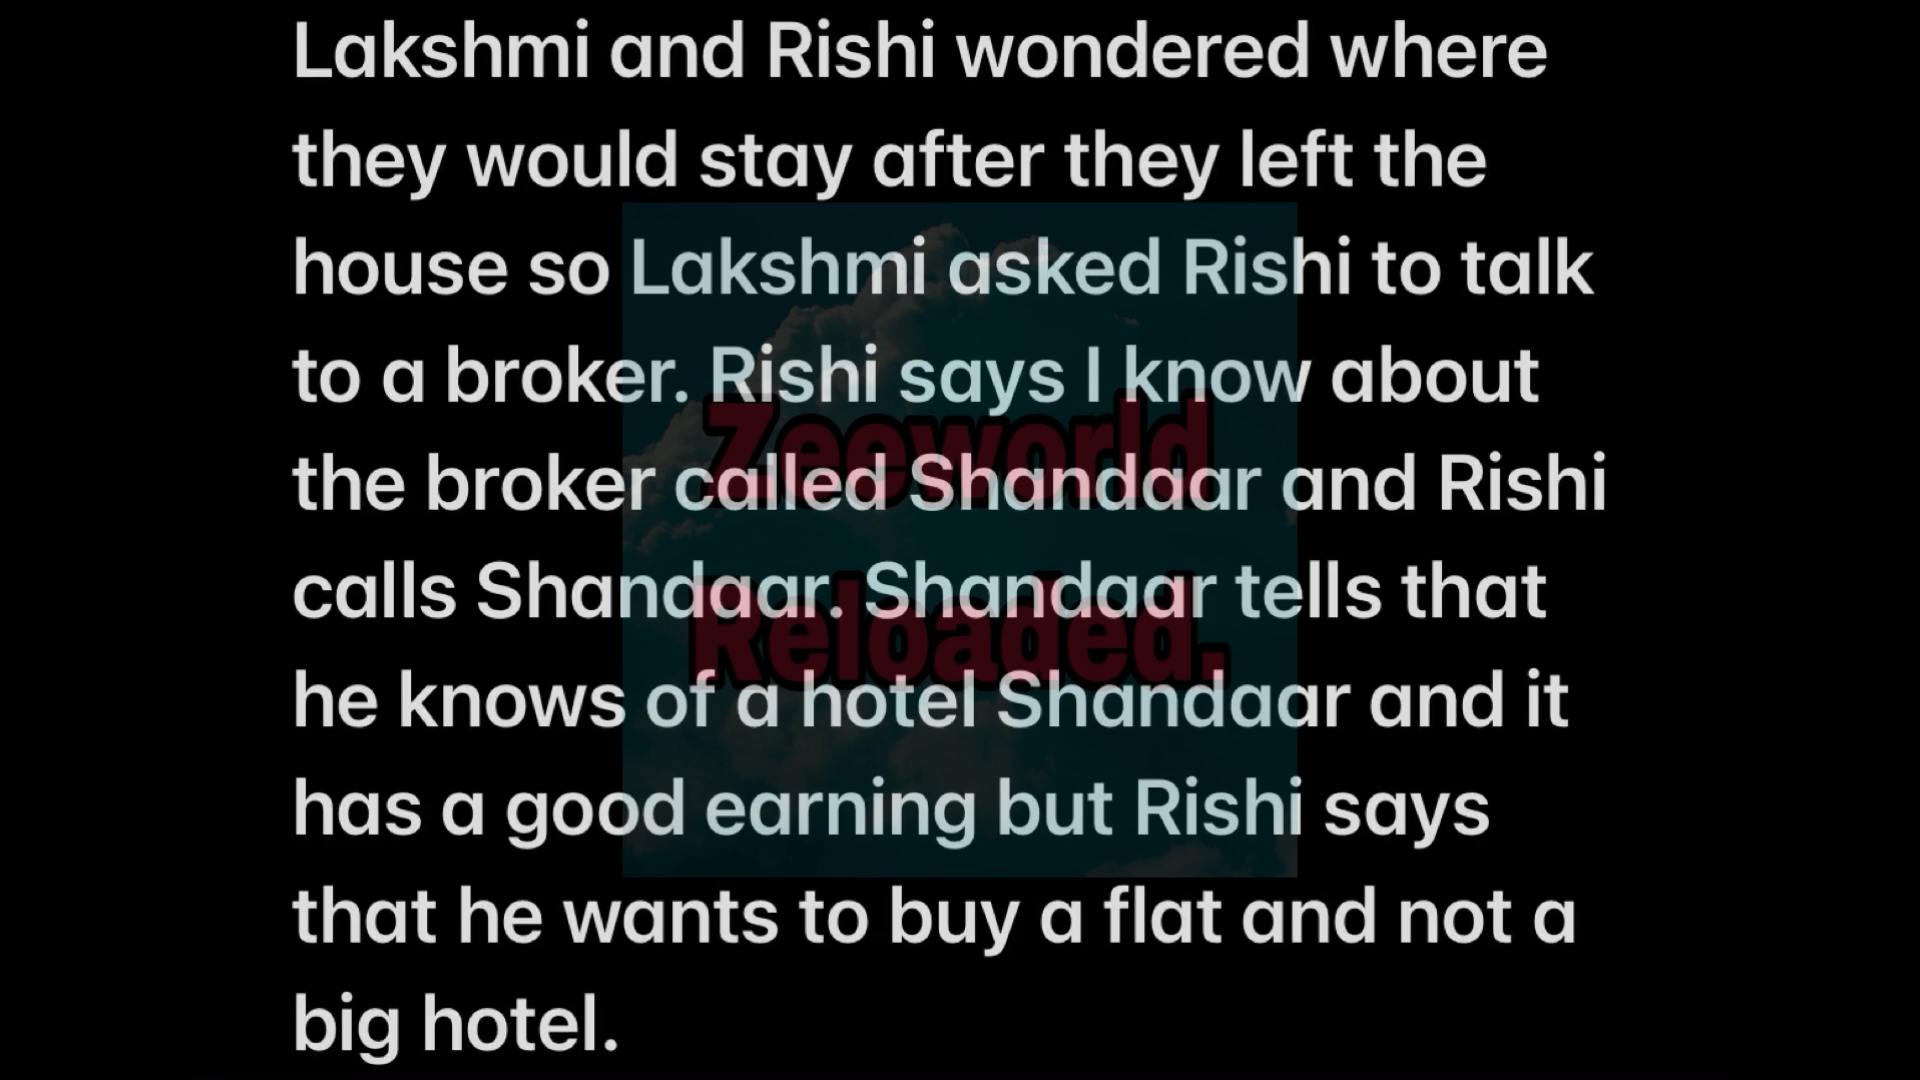 Lakshmi and Rishi wondered where
they would stay after they left the
house so Lakshmi asked Rishi to talk
to a broker. Rishi says I know about
the broker called Shandaar and Rishi
calls Shandaar. Shandaar tells that
he knows of a hotel Shandaar and it
has a good earning but Rishi says
that he wants to buy a flat and not a
big hotel.
Zeeworld
Reloaded.